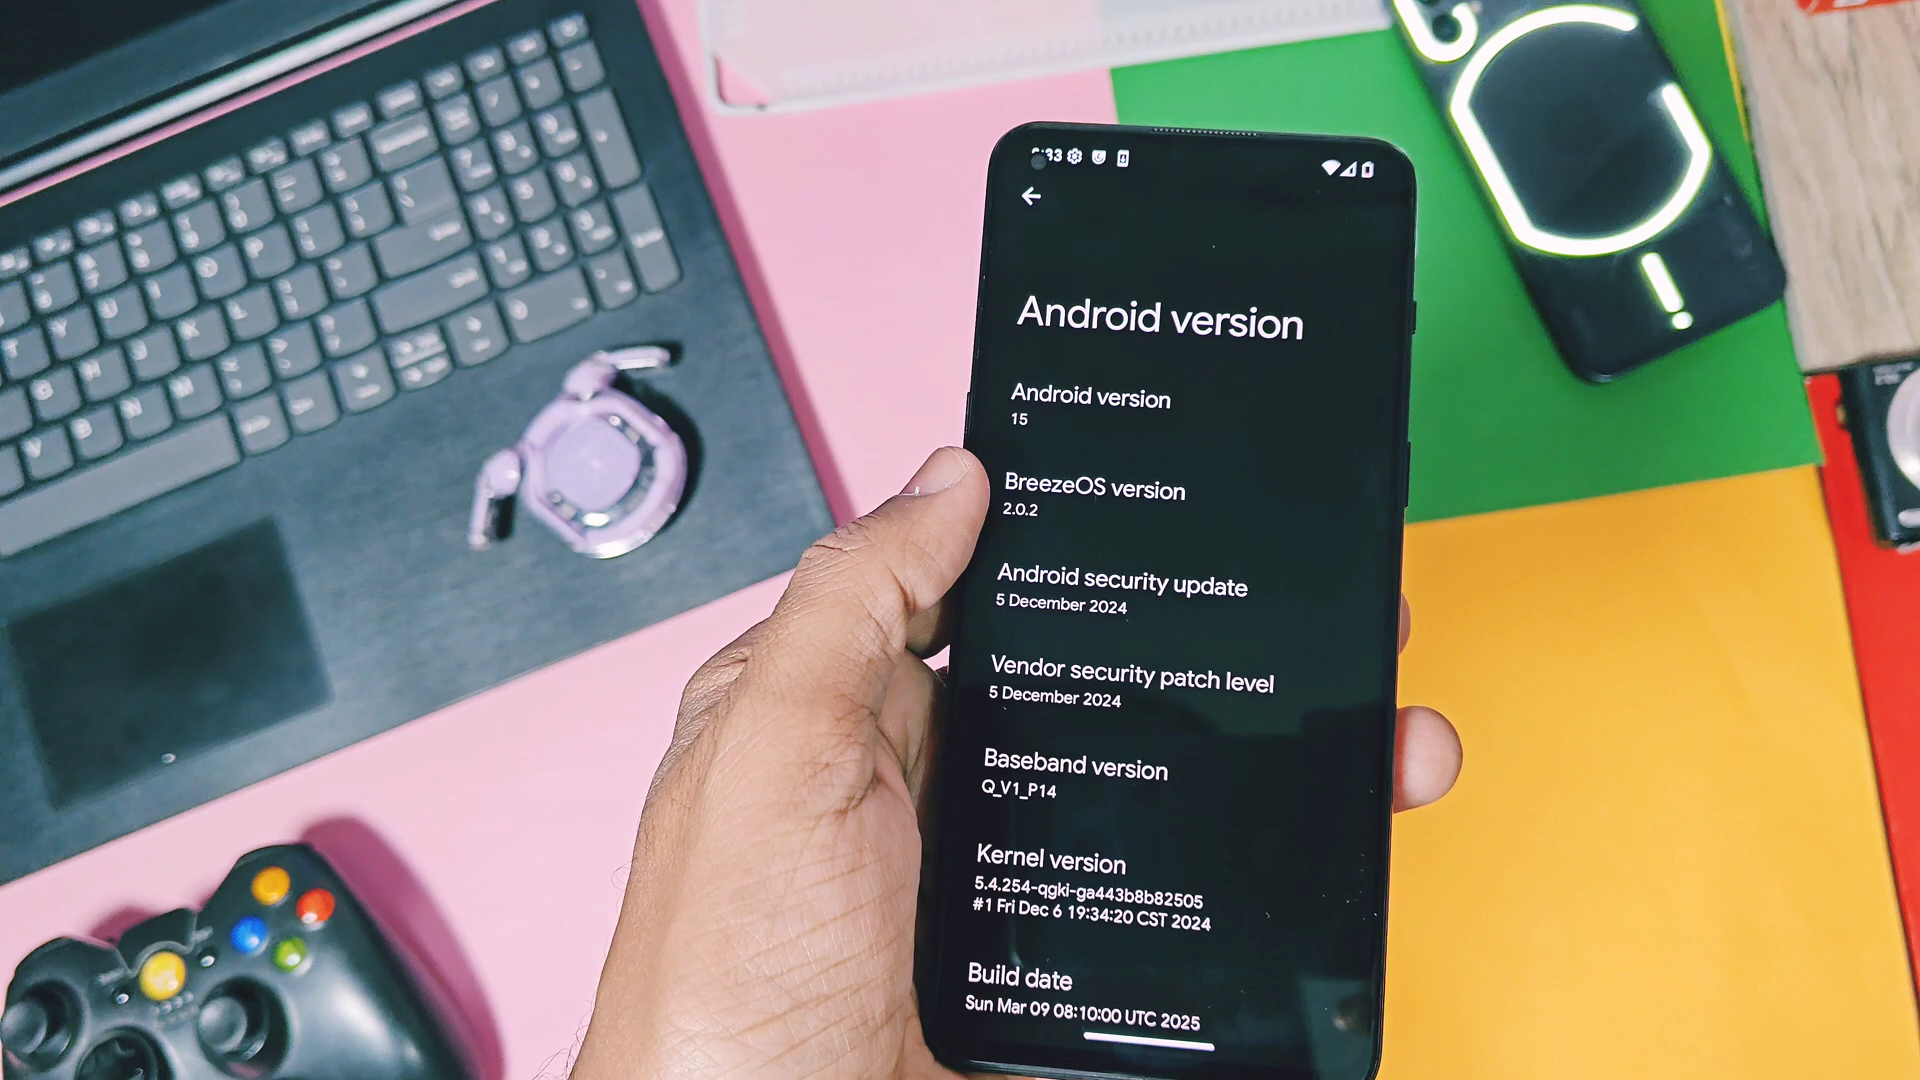 Android version
Android version
15
BreezeOS version
2.0.2
Android security update
5 December 2024
Vendor security patch level
5 December 2024
Baseband version
Q_V1_P14
Kernel version
5.4.254-qgki-ga443b8b82505
#1 Fri Dec 6 19:34:20 CST 2024
Build date
Sun Mar 09 08:10:00 UTC 2025